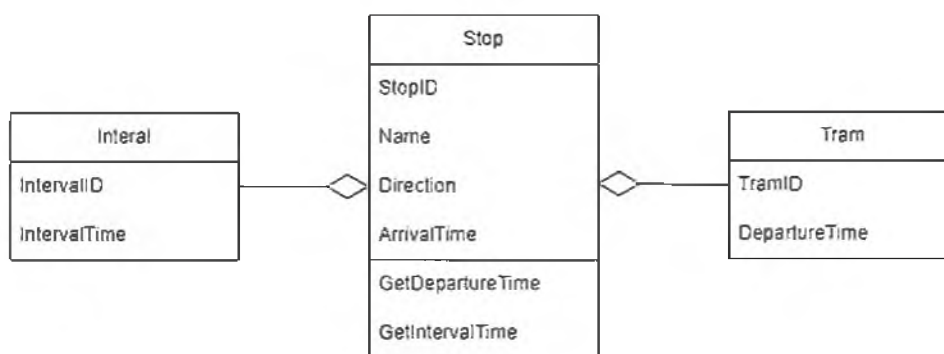 Interal
IntervalID
IntervalTime
Stop
StopID
Name
Direction
ArrivalTime
GetDepartureTime
GetIntervalTime
Tram
TramID
DepartureTime